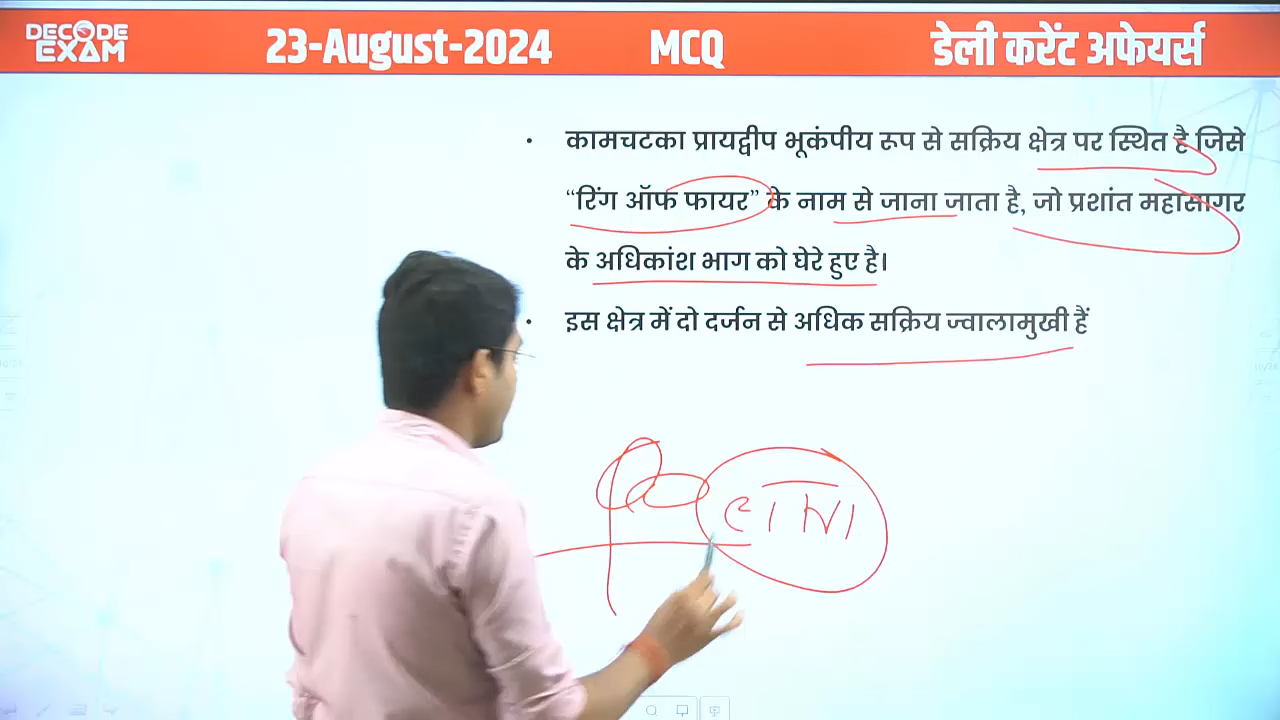 DECODE EXAM
23-August-2024 MCQ डेली करेंट अफेयर्स
• कामचटका प्रायद्वीप भूकंपीय रूप से सक्रिय क्षेत्र पर स्थित है जिसे
“रिंग ऑफ फायर” के नाम से जाना जाता है, जो प्रशांत महासागर
के अधिकांश भाग को घेरे हुए है।
• इस क्षेत्र में दो दर्जन से अधिक सक्रिय ज्वालामुखी हैं